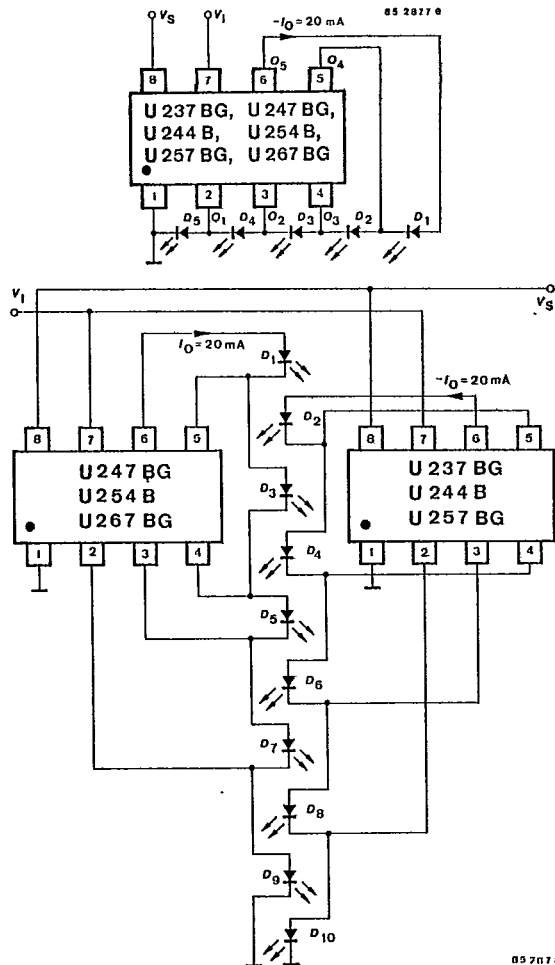 V_S V_I -I_O = 20 mA 85 2877 e
O_5 O_4
8 7 6 5
U 237 BG, U 247 BG,
U 244 B, U 254 B,
U 257 BG, U 267 BG
1 2 3 4
D_5 O_1 D_4 O_2 D_3 O_3 D_2 D_1
V_I V_S
I_O = 20 mA D_1
-I_O = 20 mA
D_2
8 7 6 5 8 7 6 5
U 247 BG U 237 BG
U 254 B D_3 U 244 B
U 267 BG U 257 BG
D_4
1 2 3 4 1 2 3 4
D_5
D_6
D_7
D_8
D_9
D_10